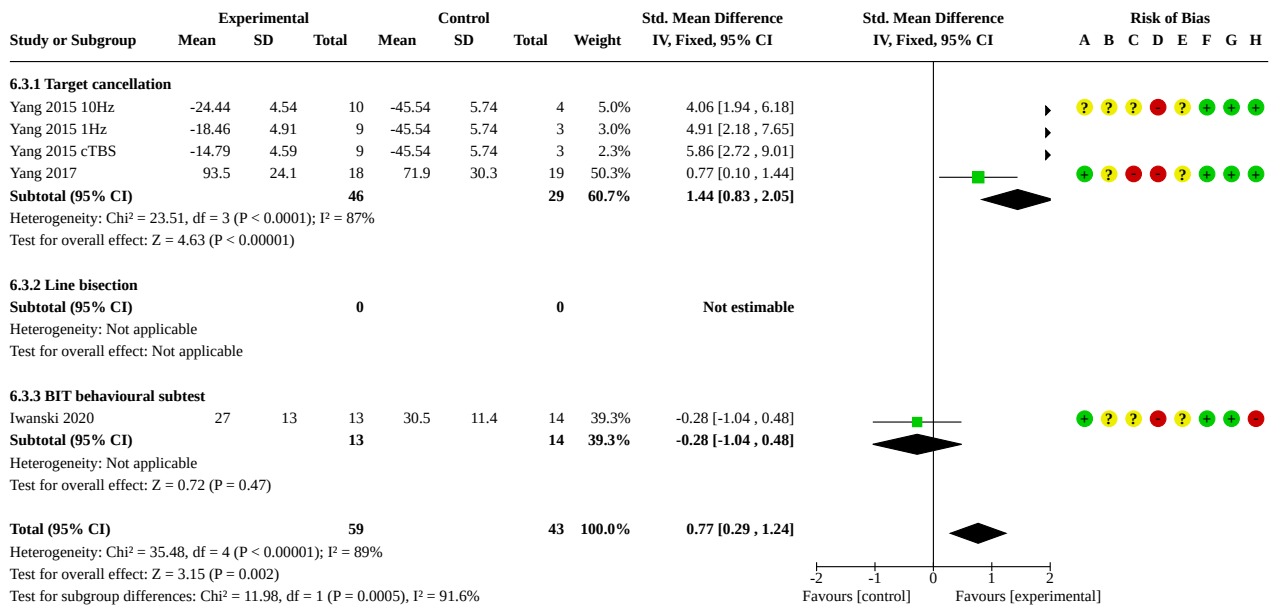 Experimental Control Std. Mean Difference Std. Mean Difference Risk of Bias
Study or Subgroup Mean SD Total Mean SD Total Weight IV, Fixed, 95% CI IV, Fixed, 95% CI A B C D E F G H
6.3.1 Target cancellation
Yang 2015 10Hz -24.44 4.54 10 -45.54 5.74 4 5.0% 4.06 [1.94 , 6.18] ? ? ? - ? + + +
Yang 2015 1Hz -18.46 4.91 9 -45.54 5.74 3 3.0% 4.91 [2.18 , 7.65]
Yang 2015 cTBS -14.79 4.59 9 -45.54 5.74 3 2.3% 5.86 [2.72 , 9.01]
Yang 2017 93.5 24.1 18 71.9 30.3 19 50.3% 0.77 [0.10 , 1.44] + ? - - ? + + +
Subtotal (95% CI) 46 29 60.7% 1.44 [0.83 , 2.05]
Heterogeneity: Chi² = 23.51, df = 3 (P < 0.0001); I² = 87%
Test for overall effect: Z = 4.63 (P < 0.00001)
6.3.2 Line bisection
Subtotal (95% CI) 0 0 Not estimable
Heterogeneity: Not applicable
Test for overall effect: Not applicable
6.3.3 BIT behavioural subtest
Iwanski 2020 27 13 13 30.5 11.4 14 39.3% -0.28 [-1.04 , 0.48] + ? ? - ? + + -
Subtotal (95% CI) 13 14 39.3% -0.28 [-1.04 , 0.48]
Heterogeneity: Not applicable
Test for overall effect: Z = 0.72 (P = 0.47)
Total (95% CI) 59 43 100.0% 0.77 [0.29 , 1.24]
Heterogeneity: Chi² = 35.48, df = 4 (P < 0.00001); I² = 89%
Test for overall effect: Z = 3.15 (P = 0.002)
Test for subgroup differences: Chi² = 11.98, df = 1 (P = 0.0005), I² = 91.6%
-2 -1 0 1 2
Favours [control] Favours [experimental]